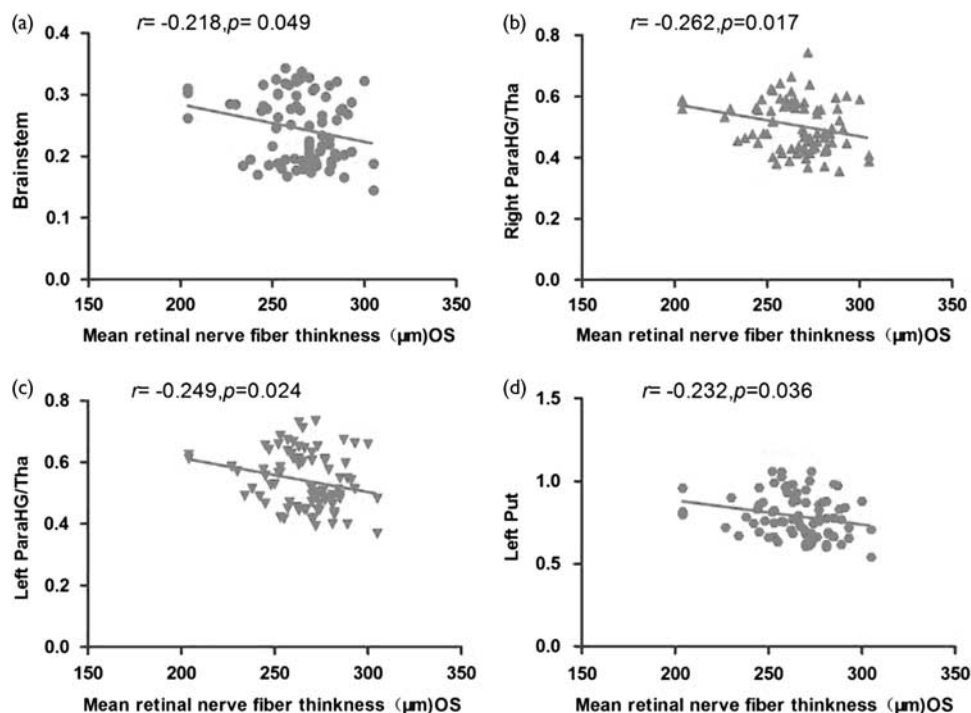 (a)
r= -0.218,p= 0.049
0.4
0.3
0.2
0.1
0.0
Brainstem
150 200 250 300 350
Mean retinal nerve fiber thinkness（μm)OS
(b)
r= -0.262,p=0.017
0.8
0.6
0.4
0.2
0.0
Right ParaHG/Tha
150 200 250 300 350
Mean retinal nerve fiber thinkness（μm)OS
(c)
r= -0.249,p=0.024
0.8
0.6
0.4
0.2
0.0
Left ParaHG/Tha
150 200 250 300 350
Mean retinal nerve fiber thinkness（μm)OS
(d)
r= -0.232,p=0.036
1.5
1.0
0.5
0.0
Left Put
150 200 250 300 350
Mean retinal nerve fiber thinkness（μm)OS